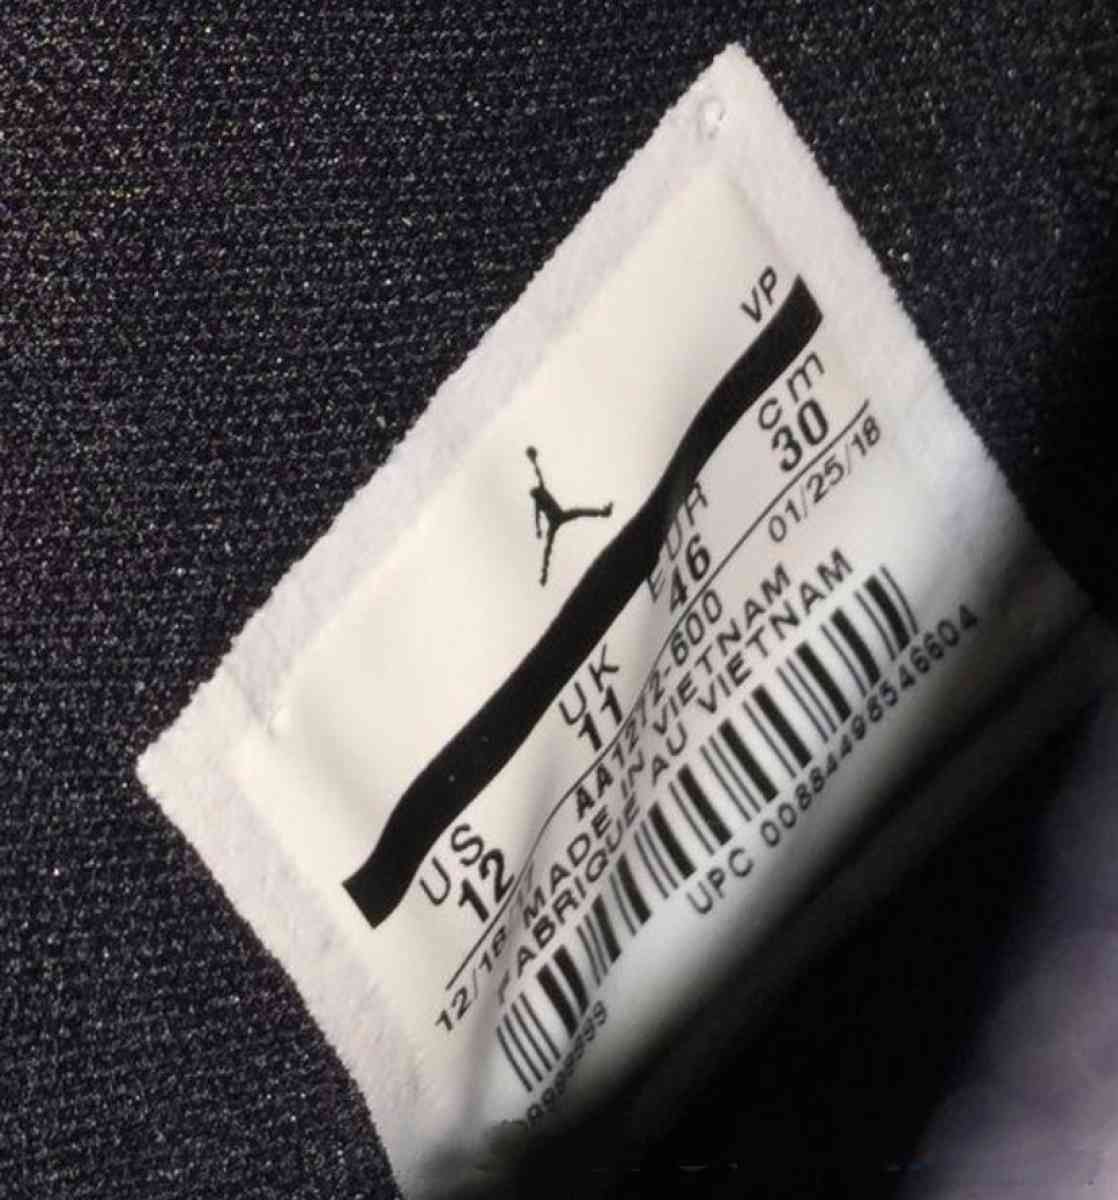 VP
US UK EUR cm
12 11 46 30
AA1272-600 01/25/18
12/18 MADE IN VIETNAM
FABRIQUE AU VIETNAM
UPC 00884498546604